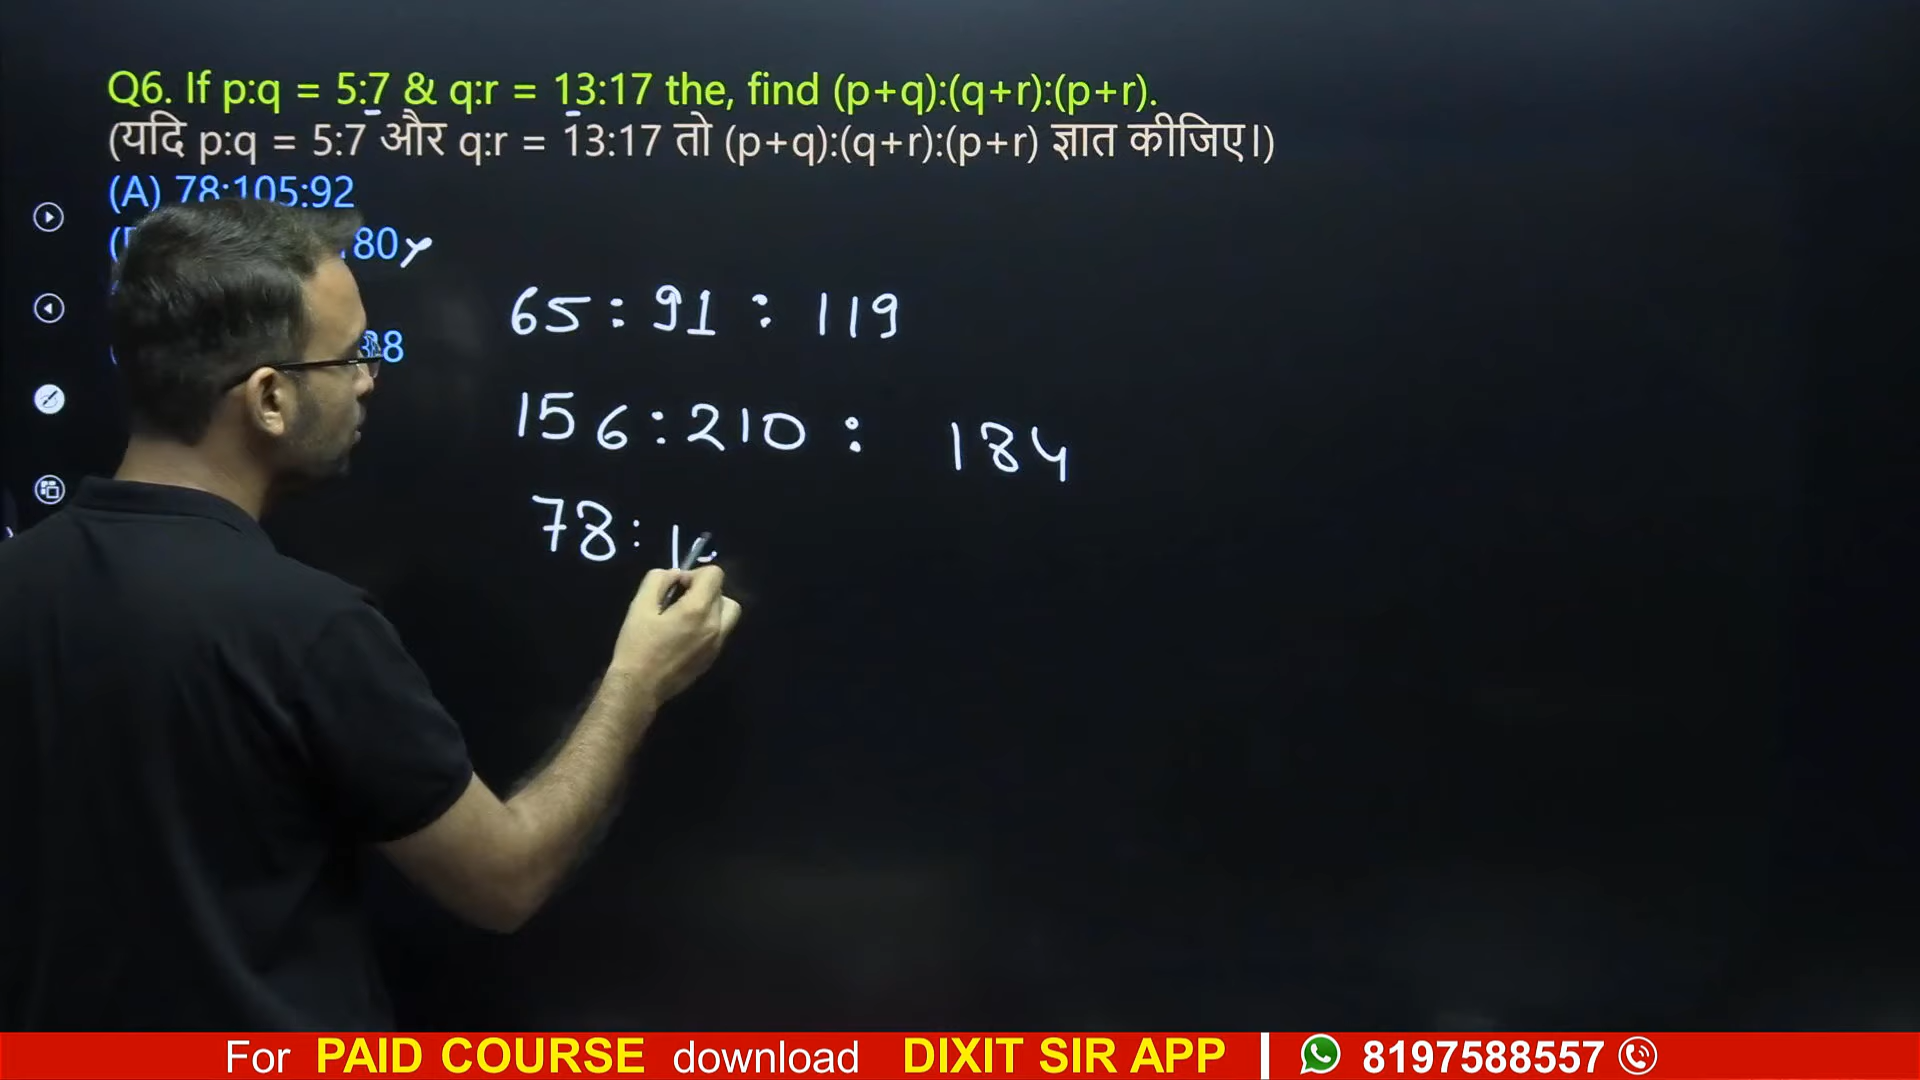 Q6. If p:q = 5:7 & q:r = 13:17 the, find (p+q):(q+r):(p+r).
(यदि p:q = 5:7 और q:r = 13:17 तो (p+q):(q+r):(p+r) ज्ञात कीजिए।)
(A) 78:105:92
80
8
65 : 91 : 119
156 : 210 : 184
78 :
For PAID COURSE download DIXIT SIR APP | 8197588557